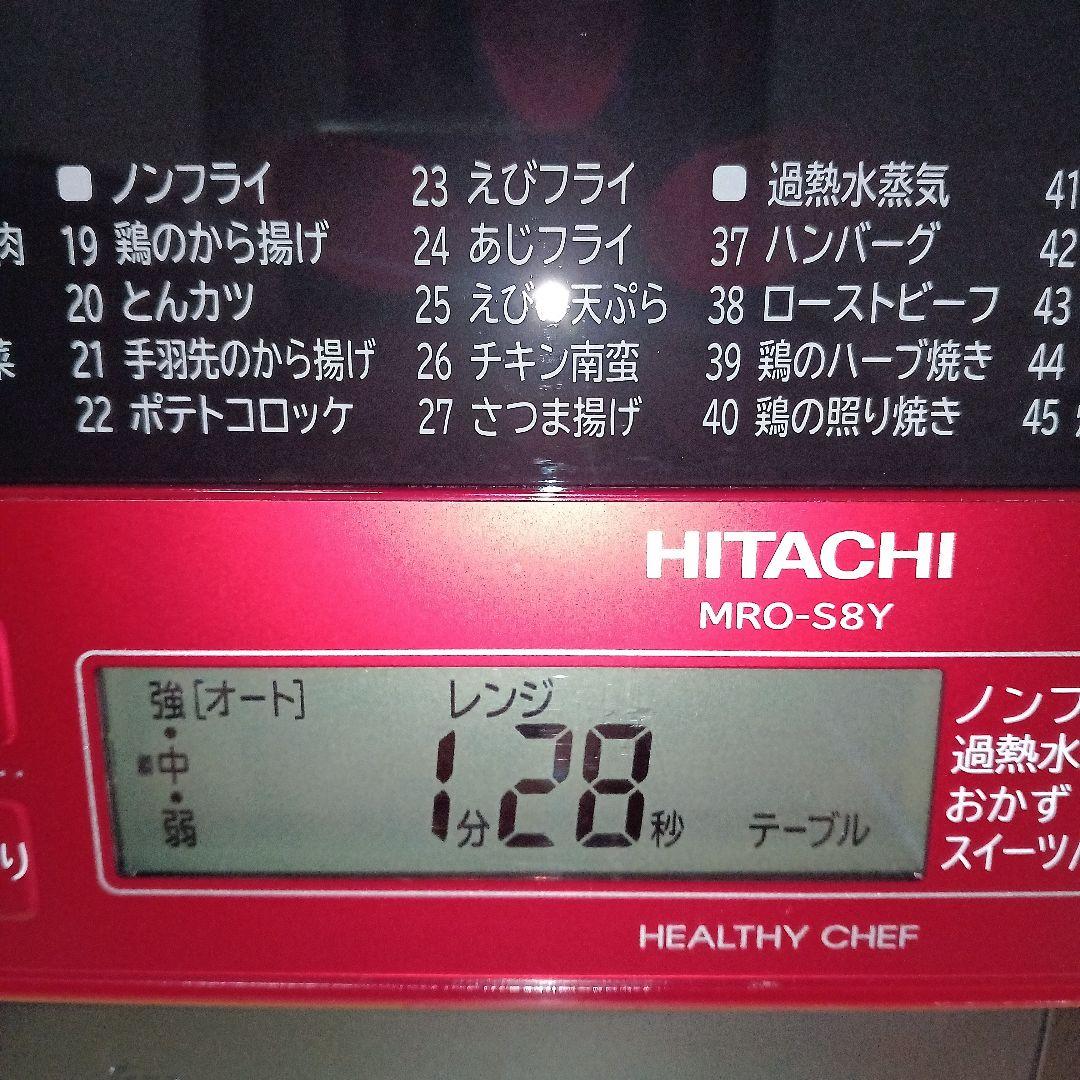 ノンフライ
肉 19 鶏のから揚げ
20 とんカツ
菜 21 手羽先のから揚げ
22 ポテトコロッケ
23 えびフライ
24 あじフライ
25 えび 天ぷら
26 チキン南蛮
27 さつま揚げ
過熱水蒸気
37 ハンバーグ
38 ローストビーフ
39 鶏のハーブ焼き
40 鶏の照り焼き
41
42
43
44
45
HITACHI
MRO-S8Y
強[オート] レンジ
中
弱
1分28秒 テーブル
ノンフ
過熱水
おかず
スイーツ/
り
HEALTHY CHEF